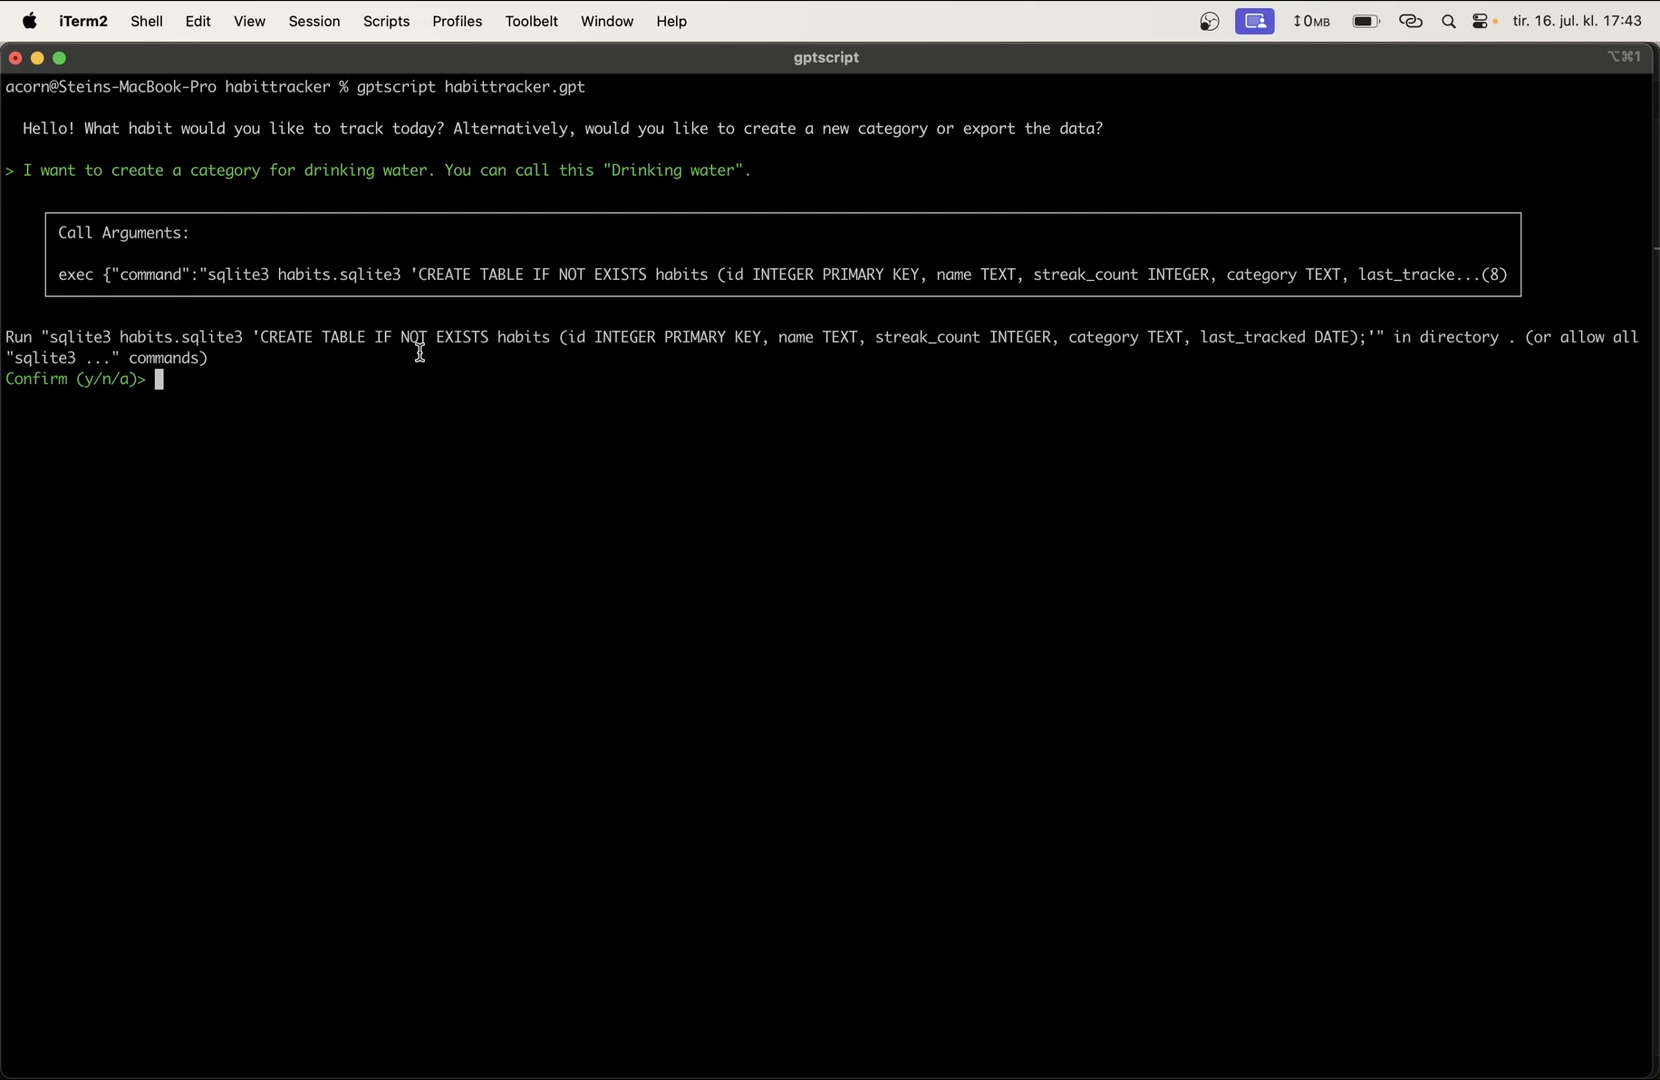 iTerm2 Shell Edit View Session Scripts Profiles Toolbelt Window Help 0MB tir. 16. jul. kl. 17:43
gptscript ⌥⌘1
acorn@Steins-MacBook-Pro habittracker % gptscript habittracker.gpt
Hello! What habit would you like to track today? Alternatively, would you like to create a new category or export the data?
> I want to create a category for drinking water. You can call this "Drinking water".
Call Arguments:
exec {"command":"sqlite3 habits.sqlite3 'CREATE TABLE IF NOT EXISTS habits (id INTEGER PRIMARY KEY, name TEXT, streak_count INTEGER, category TEXT, last_tracke...(8)
Run "sqlite3 habits.sqlite3 'CREATE TABLE IF NOT EXISTS habits (id INTEGER PRIMARY KEY, name TEXT, streak_count INTEGER, category TEXT, last_tracked DATE);'" in directory . (or allow all
"sqlite3 ..." commands)
Confirm (y/n/a)>